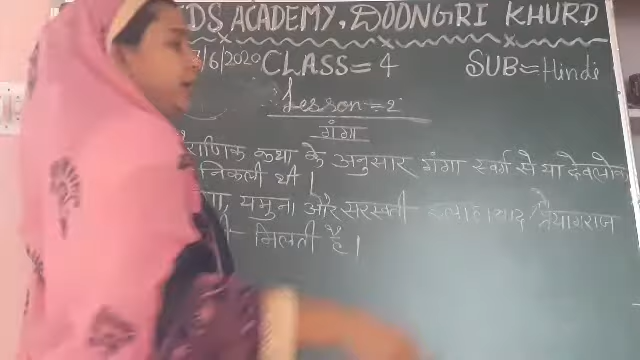 DS ACADEMY, DOONGRI KHURD
/6/2020 CLASS = 4 SUB = Hindi
Lesson = 2
गंगा
राणिक कथा के अनुसार गंगा स्वर्ग से या देवलोक
निकली थी।
यमुना और सरस्वती इलाहाबाद / प्रयागराज
मिलती है।